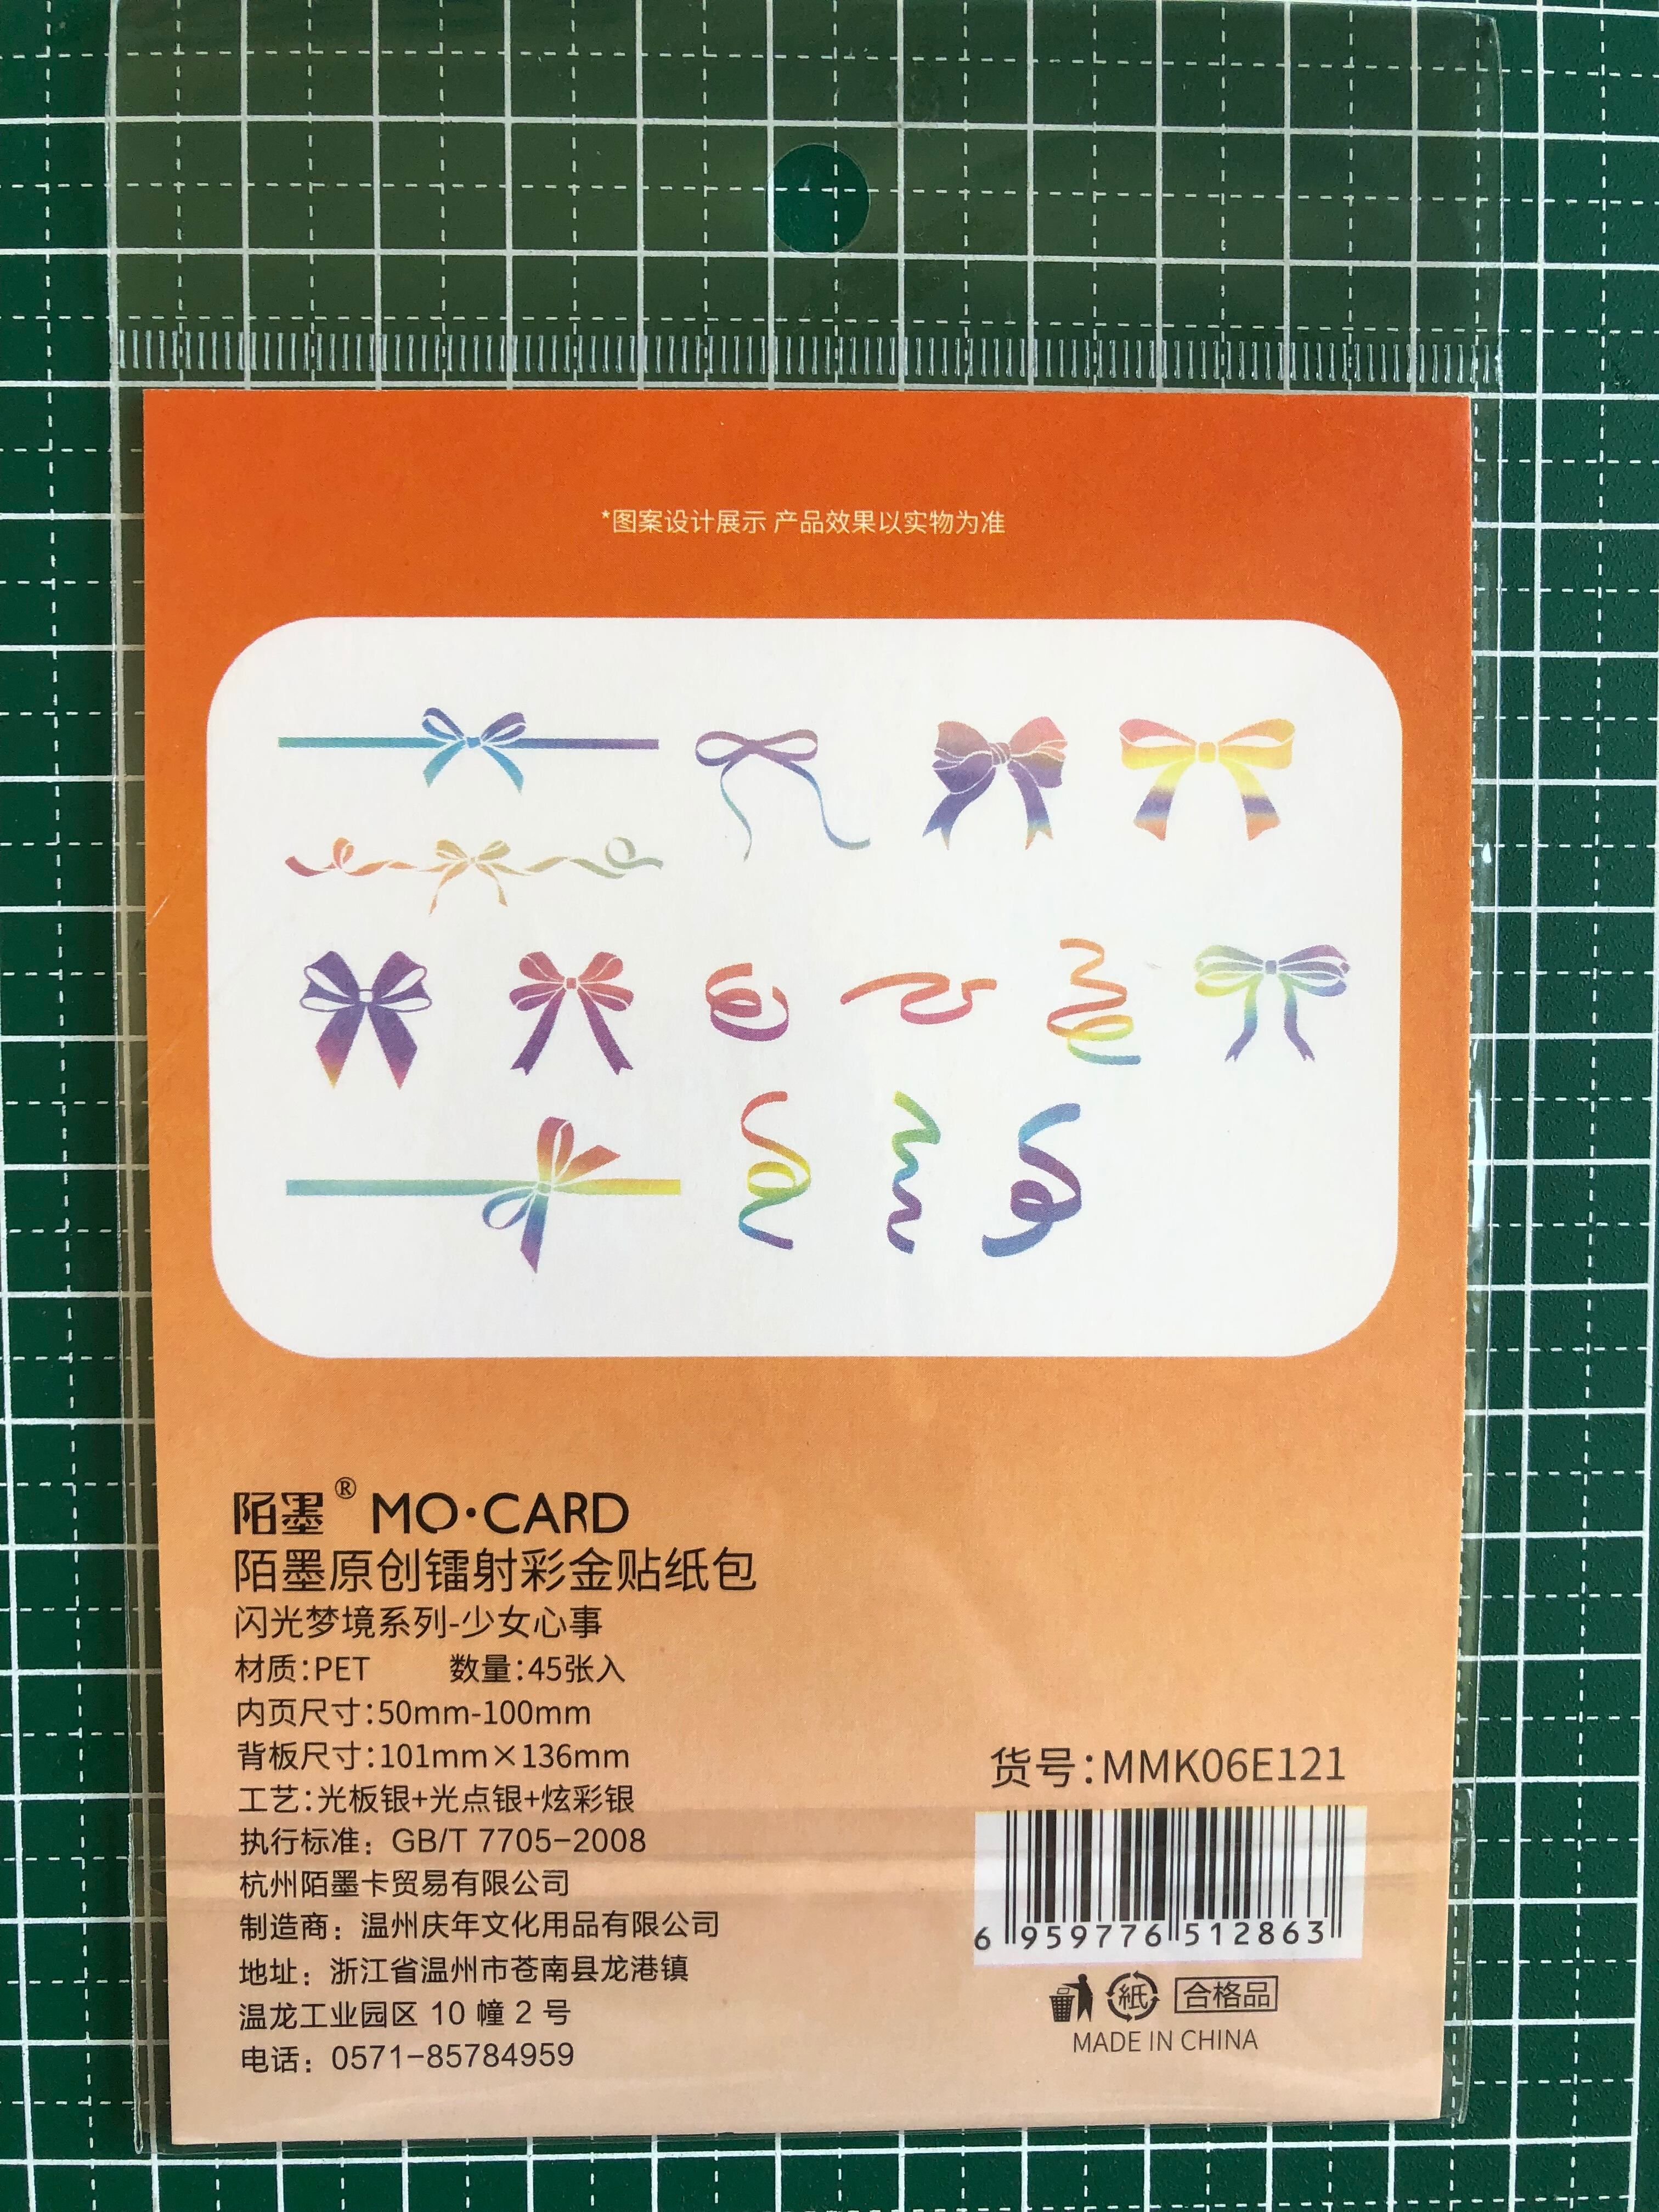 *图案设计展示 产品效果以实物为准
陌墨® MO·CARD
陌墨原创镭射彩金贴纸包
闪光梦境系列-少女心事
材质:PET 数量:45张入
内页尺寸:50mm-100mm
背板尺寸:101mm×136mm
工艺:光板银+光点银+炫彩银
执行标准: GB/T 7705-2008
杭州陌墨卡贸易有限公司
制造商: 温州庆年文化用品有限公司
地址: 浙江省温州市苍南县龙港镇
温龙工业园区 10 幢 2 号
电话: 0571-85784959
货号:MMK06E121
6 959776 512863
紙 合格品
MADE IN CHINA